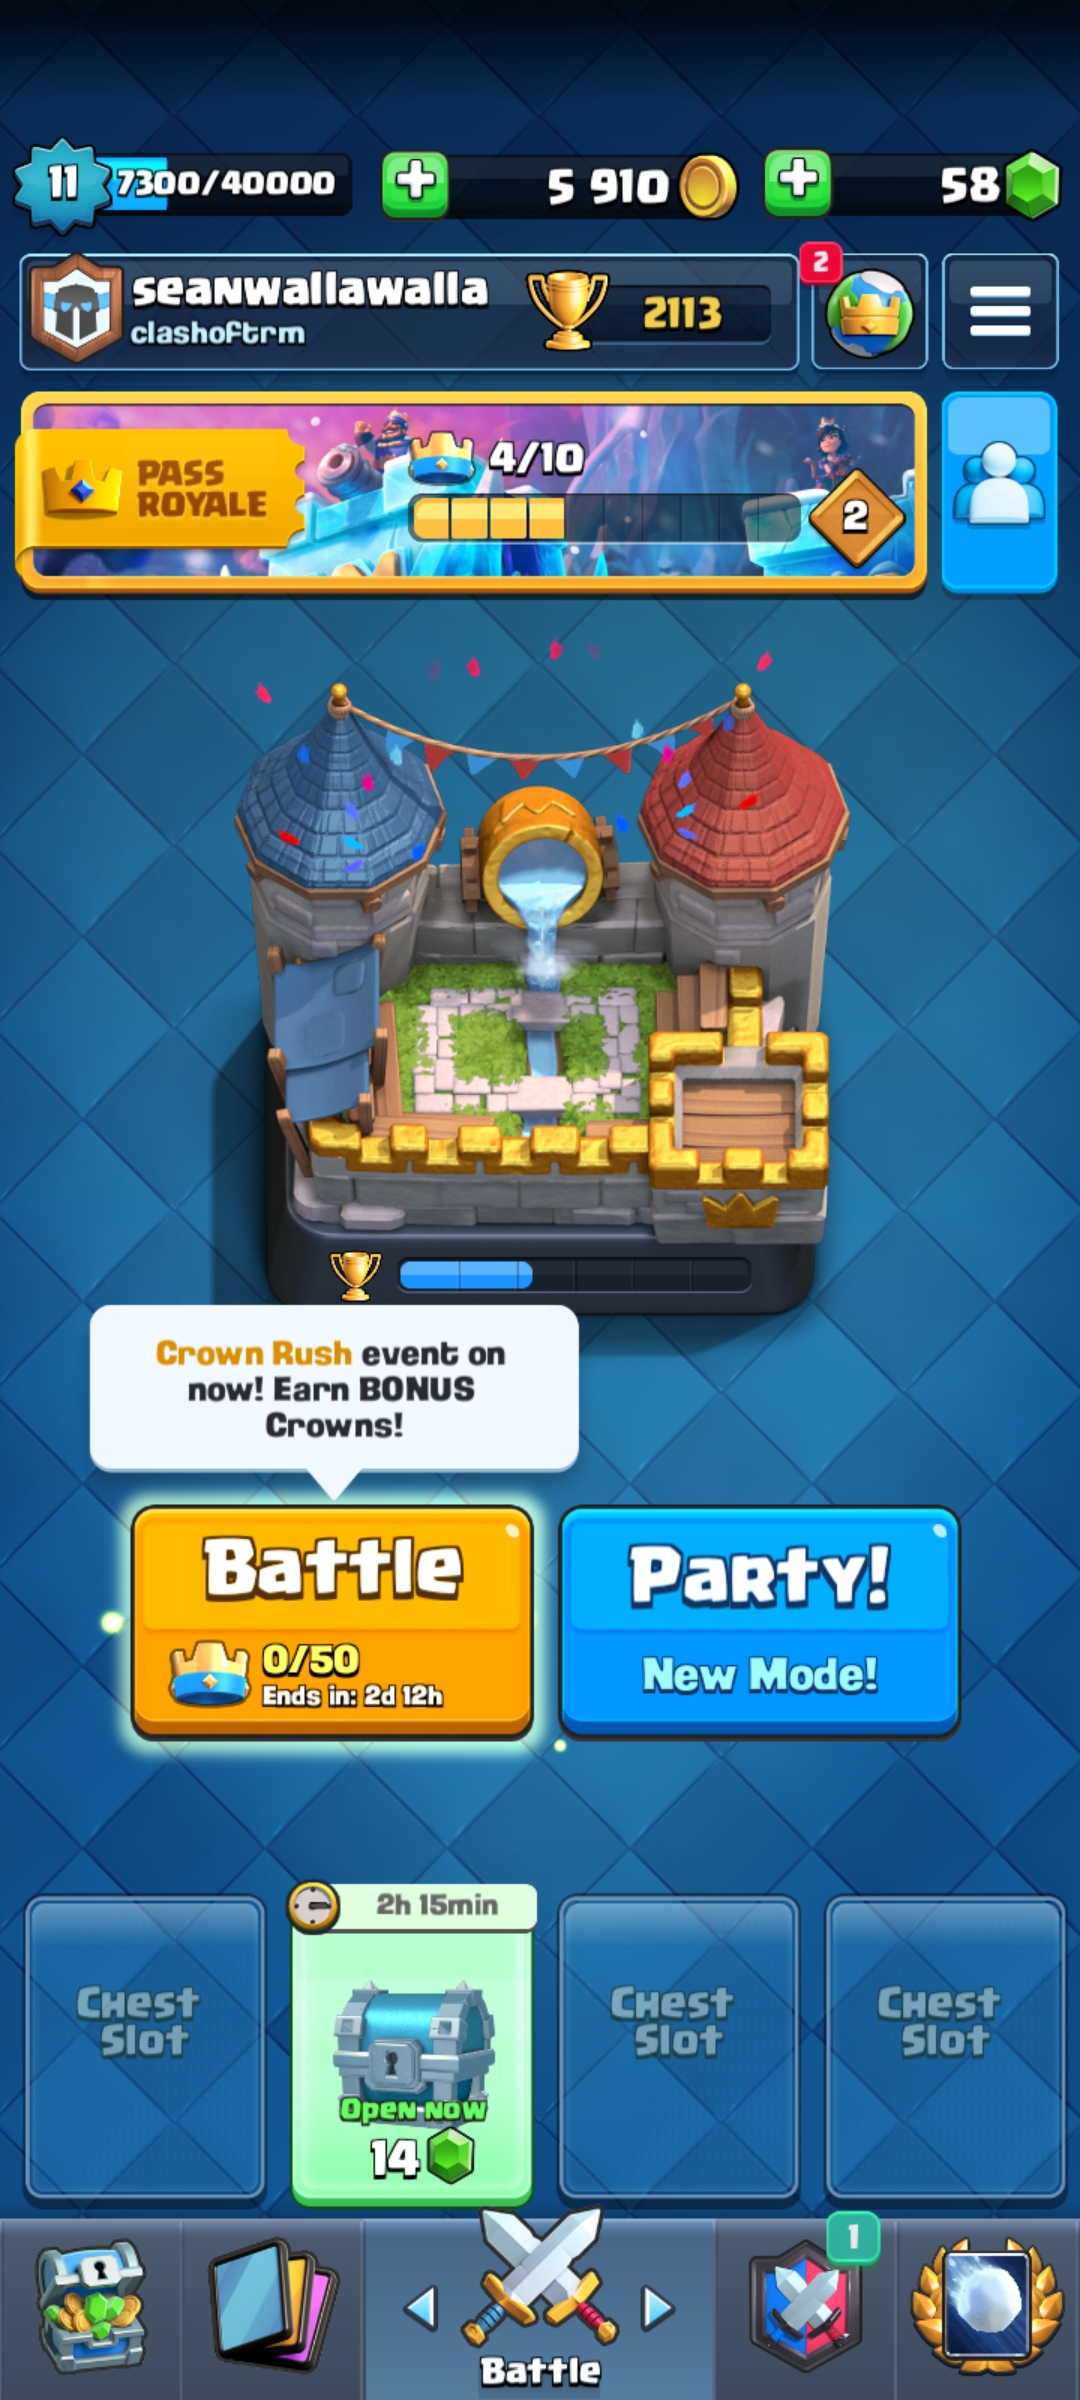 11
7300/40000
5 910
58
seanwallawalla
clashoftrm
2113
2
PASS
ROYALE
4/10
2
Crown Rush event on
now! Earn BONUS
Crowns!
Battle
0/50
Ends in: 2d 12h
Party!
New Mode!
Chest
Slot
2h 15min
Open now
14
Chest
Slot
Chest
Slot
Battle
1